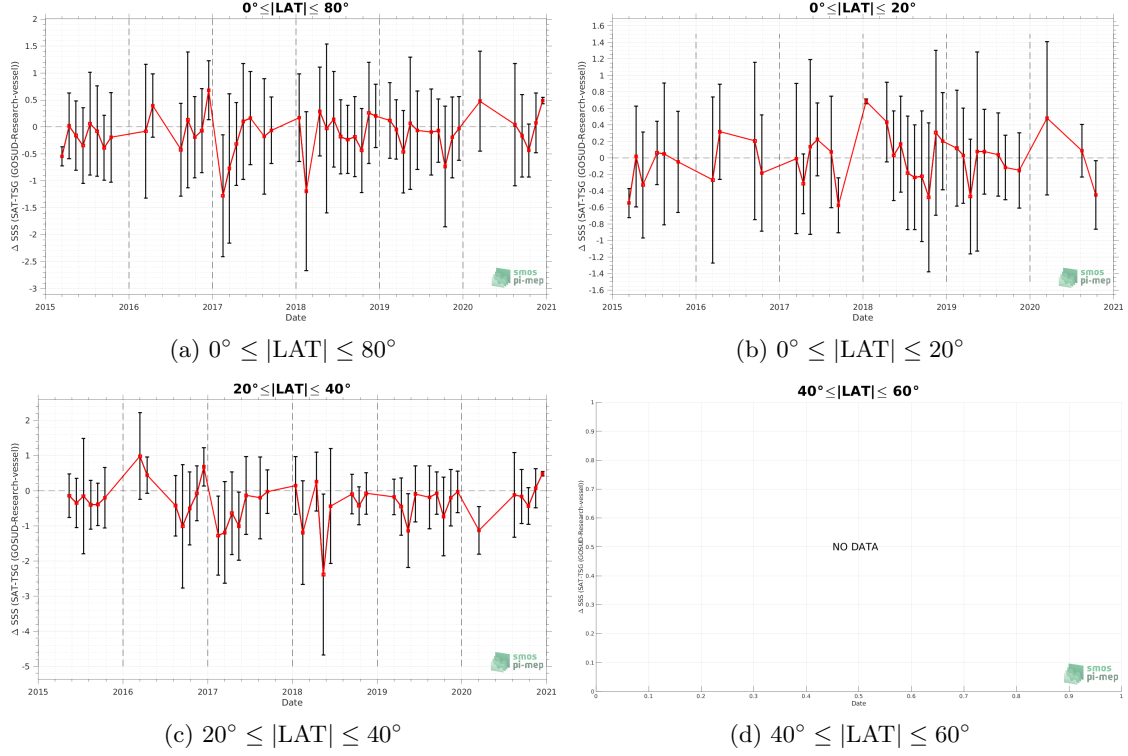 0°≤|LAT|≤ 80°
Δ SSS (SAT-TSG (GOSUD-Research-vessel))
2
1.5
1
0.5
0
-0.5
-1
-1.5
-2
-2.5
-3
2015 2016 2017 2018 2019 2020 2021
Date
smos
pi-mep
(a) 0° ≤ |LAT| ≤ 80°
0°≤|LAT|≤ 20°
Δ SSS (SAT-TSG (GOSUD-Research-vessel))
1.6
1.4
1.2
1
0.8
0.6
0.4
0.2
0
-0.2
-0.4
-0.6
-0.8
-1
-1.2
-1.4
-1.6
2015 2016 2017 2018 2019 2020 2021
Date
smos
pi-mep
(b) 0° ≤ |LAT| ≤ 20°
20°≤|LAT|≤ 40°
Δ SSS (SAT-TSG (GOSUD-Research-vessel))
2
1
0
-1
-2
-3
-4
-5
2015 2016 2017 2018 2019 2020 2021
Date
smos
pi-mep
(c) 20° ≤ |LAT| ≤ 40°
40°≤|LAT|≤ 60°
Δ SSS (SAT-TSG (GOSUD-Research-vessel))
1
0.9
0.8
0.7
0.6
0.5
0.4
0.3
0.2
0.1
0
NO DATA
0 0.1 0.2 0.3 0.4 0.5 0.6 0.7 0.8 0.9 1
Date
smos
pi-mep
(d) 40° ≤ |LAT| ≤ 60°